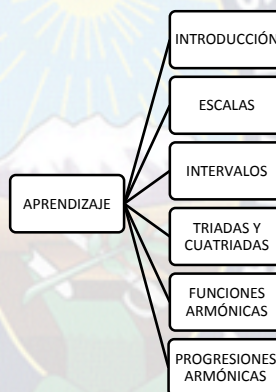 INTRODUCCIÓN
ESCALAS
INTERVALOS
APRENDIZAJE
TRIADAS Y
CUATRIADAS
FUNCIONES
ARMÓNICAS
PROGRESIONES
ARMÓNICAS